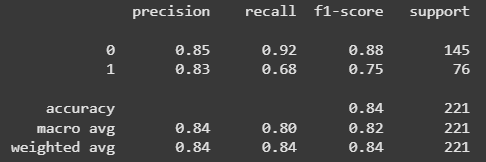 precision recall f1-score support
0 0.85 0.92 0.88 145
1 0.83 0.68 0.75 76
accuracy 0.84 221
macro avg 0.84 0.80 0.82 221
weighted avg 0.84 0.84 0.84 221